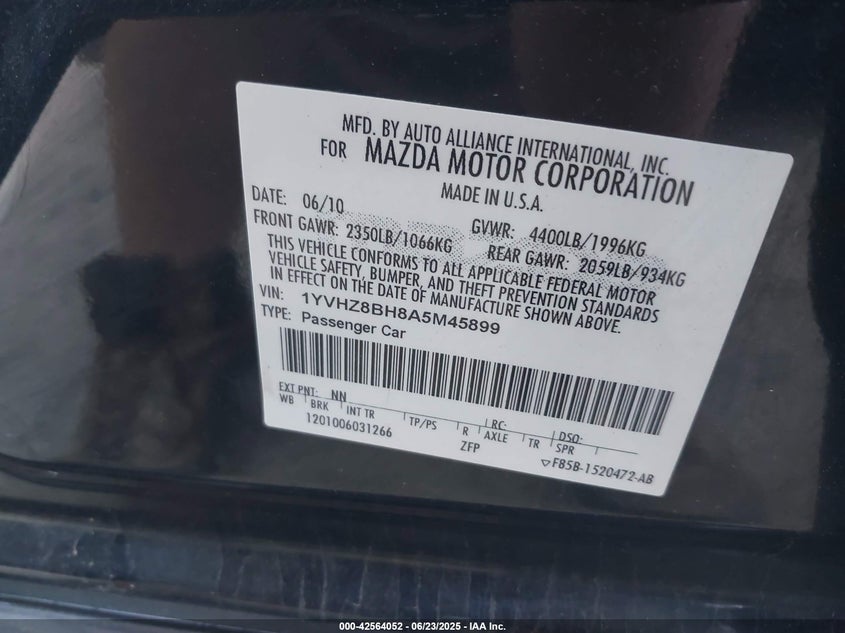 MFD. BY AUTO ALLIANCE INTERNATIONAL, INC.
FOR MAZDA MOTOR CORPORATION
MADE IN U.S.A.
DATE: 06/10 GVWR: 4400LB/1996KG
FRONT GAWR: 2350LB/1066KG REAR GAWR: 2059LB/934KG
THIS VEHICLE CONFORMS TO ALL APPLICABLE FEDERAL MOTOR
VEHICLE SAFETY, BUMPER, AND THEFT PREVENTION STANDARDS
IN EFFECT ON THE DATE OF MANUFACTURE SHOWN ABOVE.
VIN: 1YVHZ8BH8A5M45899
TYPE: Passenger Car
EXT PNT: NN RC: DSO:
WB BRK INT TR TP/PS R AXLE TR SPR
1201006031266 ZFP
▽FB5B-1520472-AB
000-42564052 - 06/23/2025 - IAA Inc.